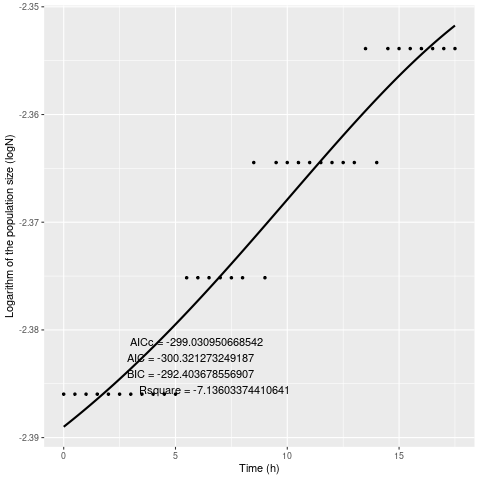 -2.35
-2.36
-2.37
-2.38
-2.39
Logarithm of the population size (logN)
AICc = -299.030950668542
AIC = -300.321273249187
BIC = -292.403678556907
Rsquare = -7.13603374410641
0
5
10
15
Time (h)